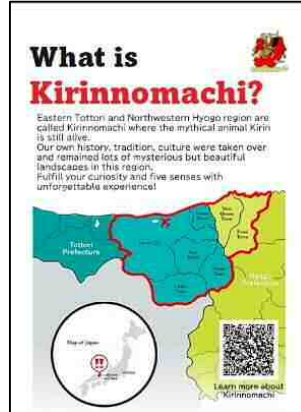 What is
Kirinnomachi?
Eastern Tottori and Northwestern Hyogo region are
called Kirinnomachi where the mythical animal Kirin
is still alive.
Our own history, tradition, culture were taken over
and remained lots of mysterious but beautiful
landscapes in this region.
Fulfill your curiosity and five senses with
unforgettable experience!
Tottori
Prefecture
Hyogo
Prefecture
Map of Japan
Learn more about
Kirinnomachi